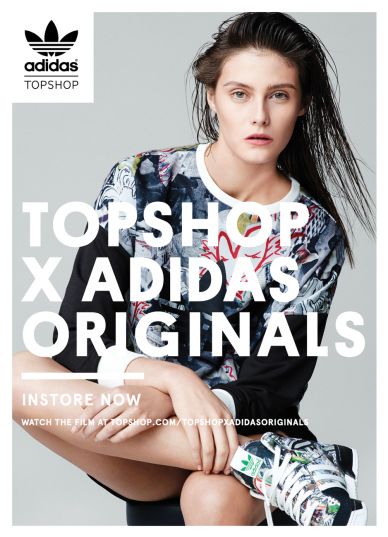 adidas
TOPSHOP
TOPSHOP
X ADIDAS
ORIGINALS
INSTORE NOW
WATCH THE FILM AT TOPSHOP.COM/TOPSHOPXADIDASORIGINALS